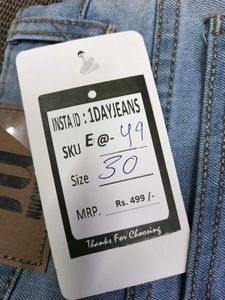 INSTA ID : 1DAYJEANS
SKU E @- 49
Size 30
MRP. Rs. 499 /-
Thanks For Choosing